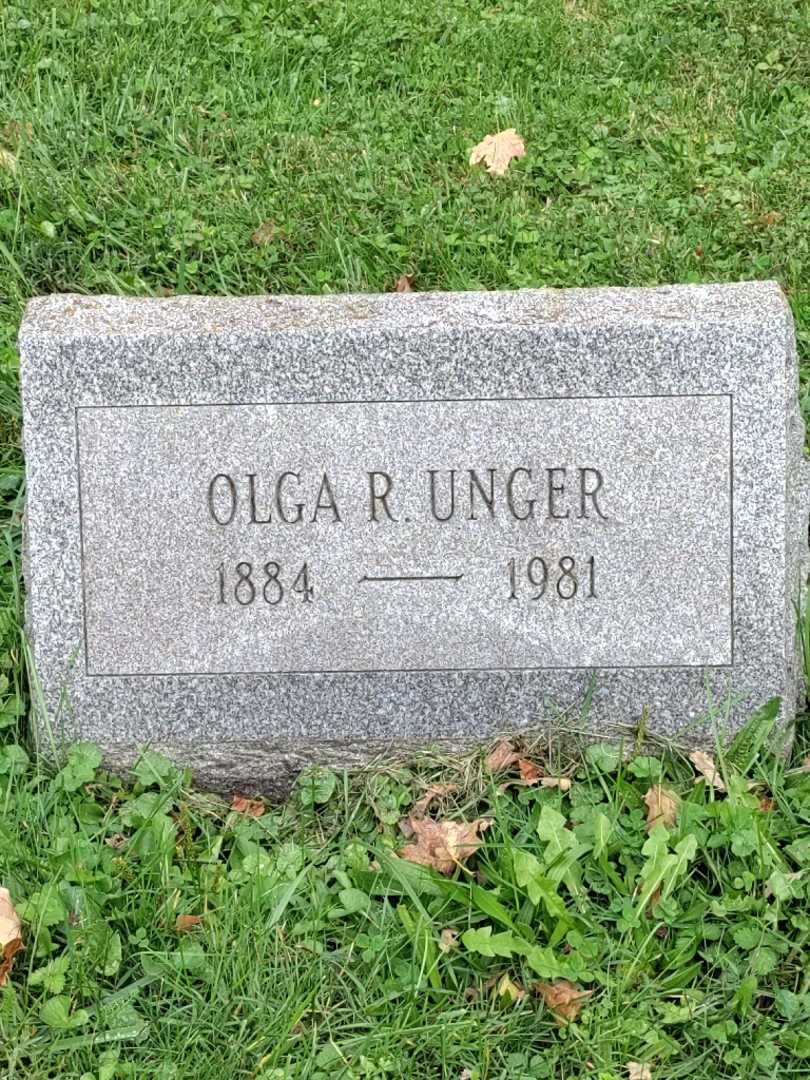 OLGA R. UNGER
1884 — 1981